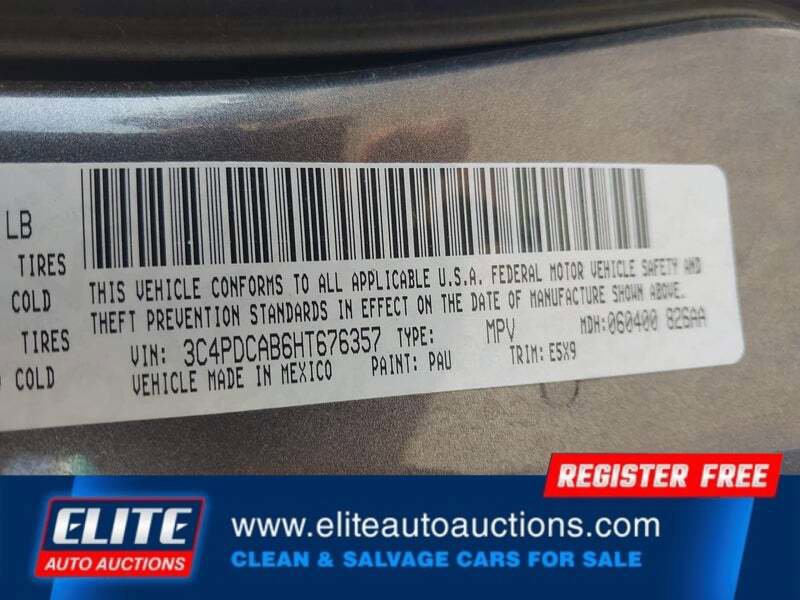 LB
TIRES
COLD
TIRES
COLD
THIS VEHICLE CONFORMS TO ALL APPLICABLE U.S.A. FEDERAL MOTOR VEHICLE SAFETY AND
THEFT PREVENTION STANDARDS IN EFFECT ON THE DATE OF MANUFACTURE SHOWN ABOVE.
VIN: 3C4PDCAB6HT676357 TYPE: MPV MDH:060400 826AA
VEHICLE MADE IN MEXICO PAINT: PAU TRIM: E5X9
REGISTER FREE
ELITE
AUTO AUCTIONS
www.eliteautoauctions.com
CLEAN & SALVAGE CARS FOR SALE